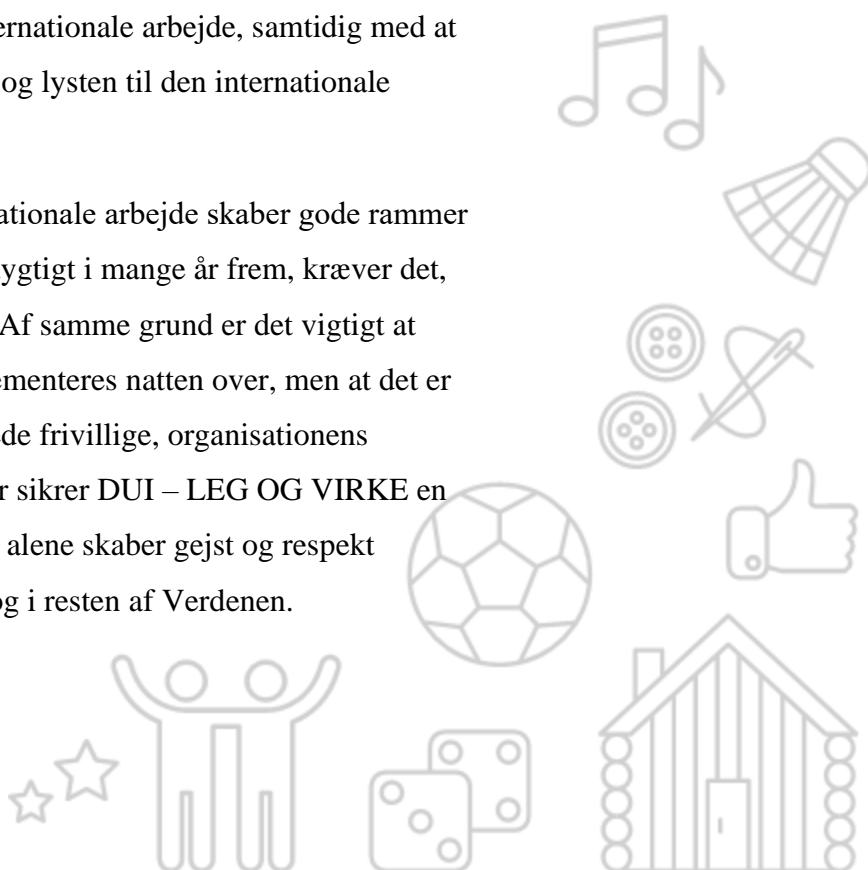 ernationale arbejde, samtidig med at
og lysten til den internationale
ationale arbejde skaber gode rammer
ygtigt i mange år frem, kræver det,
Af samme grund er det vigtigt at
ementeres natten over, men at det er
de frivillige, organisationens
r sikrer DUI – LEG OG VIRKE en
alene skaber gejst og respekt
og i resten af Verdenen.